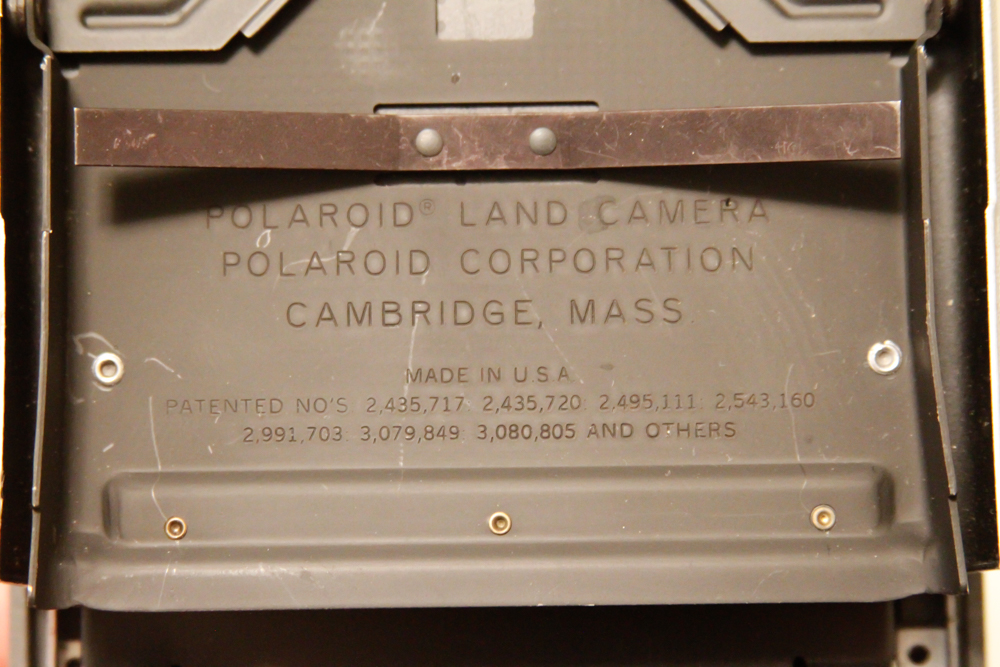 POLAROID® LAND CAMERA
POLAROID CORPORATION
CAMBRIDGE, MASS
MADE IN U.S.A
PATENTED NO'S 2,435,717 2,435,720 2,495,111 2,543,160
2,991,703 3,079,849 3,080,805 AND OTHERS